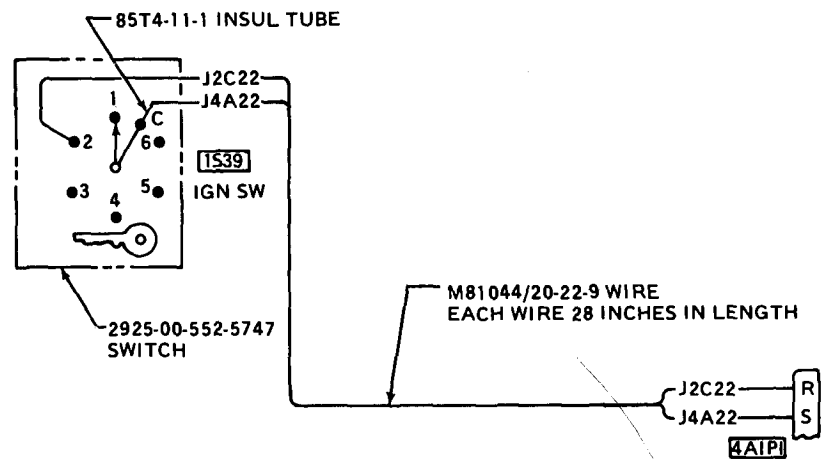 85T4-11-1 INSUL TUBE
J2C22
J4A22
1
C
2
6
1S39
3
5
IGN SW
4
M81044/20-22-9 WIRE
EACH WIRE 28 INCHES IN LENGTH
2925-00-552-5747
SWITCH
J2C22
R
J4A22
S
4A1P1